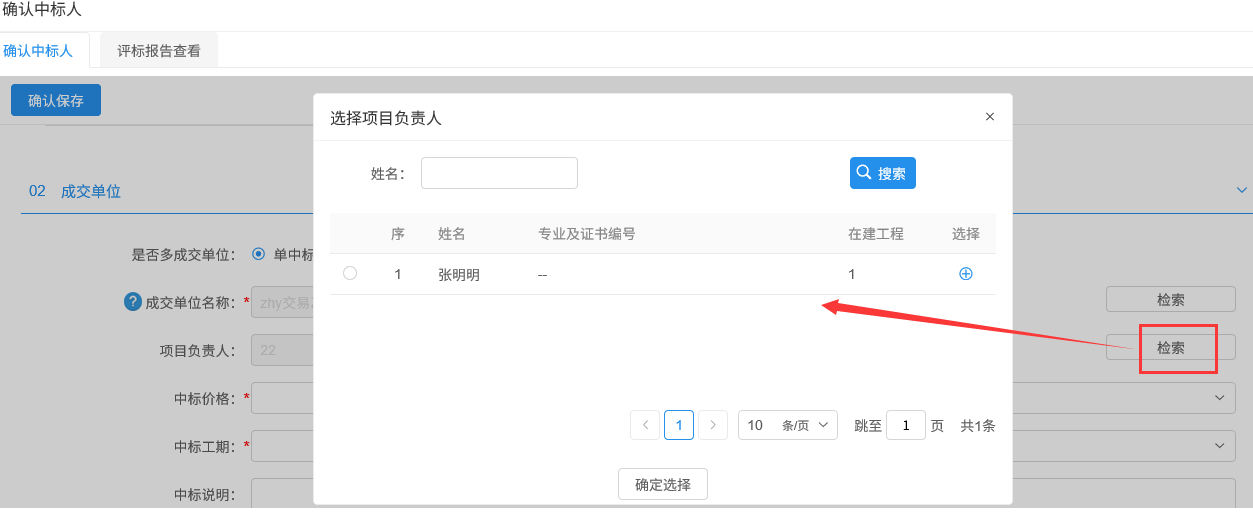 确认中标人
确认中标人 评标报告查看
确认保存
选择项目负责人 ×
姓名： 搜索
02 成交单位
序 姓名 专业及证书编号 在建工程 选择
是否多成交单位： 单中标
1 张明明 -- 1
? 成交单位名称：* zhy交易 检索
项目负责人： 22 检索
中标价格：*
1 10 条/页 跳至 1 页 共1条
中标工期：*
确定选择
中标说明：